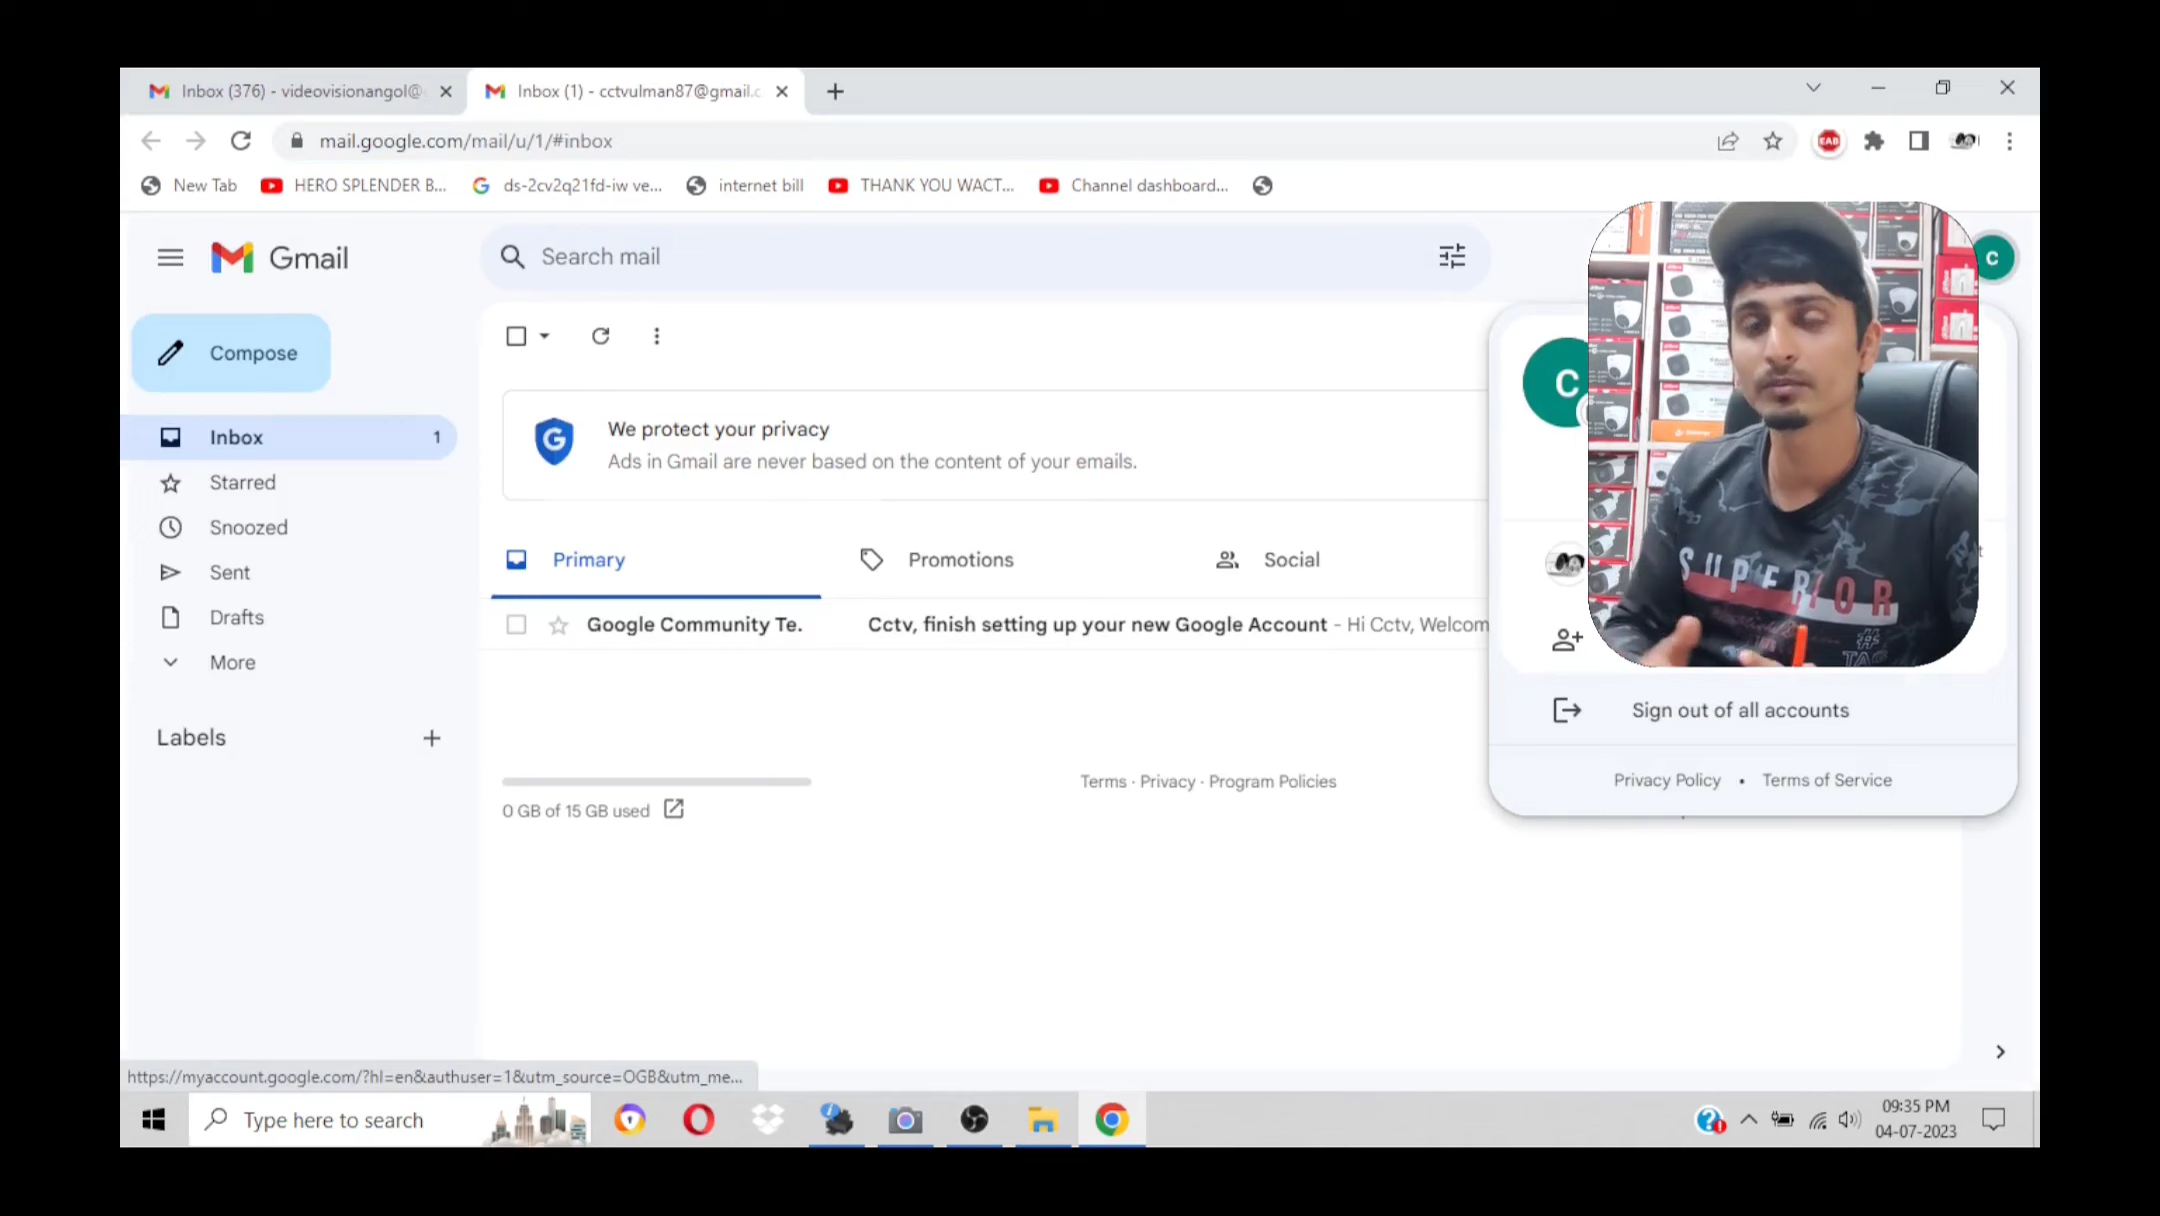 Inbox (376) - videovisionangol@
Inbox (1) - cctvulman87@gmail.c
mail.google.com/mail/u/1/#inbox
EAB
New Tab
HERO SPLENDER B...
ds-2cv2q21fd-iw ve...
internet bill
THANK YOU WACT...
Channel dashboard...
Gmail
Search mail
C
Compose
Inbox 1
Starred
Snoozed
Sent
Drafts
More
Labels
We protect your privacy
Ads in Gmail are never based on the content of your emails.
Primary
Promotions
Social
Google Community Te.
Cctv, finish setting up your new Google Account - Hi Cctv, Welcom
0 GB of 15 GB used
Terms · Privacy · Program Policies
C
SUPERIOR
Sign out of all accounts
Privacy Policy • Terms of Service
https://myaccount.google.com/?hl=en&authuser=1&utm_source=OGB&utm_me...
Type here to search
09:35 PM
04-07-2023